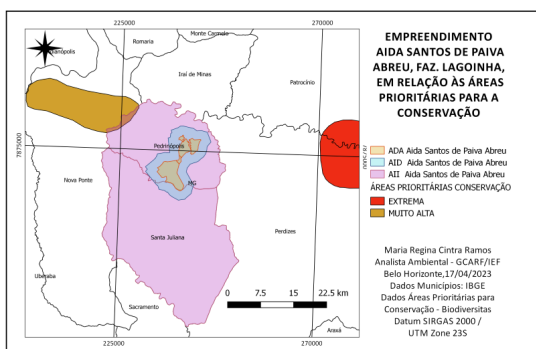 225000
270000
Monte Carmelo
Romaria
Irai de Minas
Patrocínio
7875000
Pedrinópolis
Nova Ponte
MG
Santa Juliana
Perdizes
Uberaba
Sacramento
Araxá
0 7.5 15 22.5 km
225000
270000
EMPREENDIMENTO
AIDA SANTOS DE PAIVA
ABREU, FAZ. LAGOINHA,
EM RELAÇÃO ÀS ÁREAS
PRIORITÁRIAS PARA A
CONSERVAÇÃO
ADA Aida Santos de Paiva Abreu
AID Aida Santos de Paiva Abreu
AII Aida Santos de Paiva Abreu
ÁREAS PRIORITÁRIAS CONSERVAÇÃO
EXTREMA
MUITO ALTA
Maria Regina Cintra Ramos
Analista Ambiental - GCARF/IEF
Belo Horizonte,17/04/2023
Dados Municípios: IBGE
Dados Áreas Prioritárias para
Conservação - Biodiversitas
Datum SIRGAS 2000 /
UTM Zone 23S